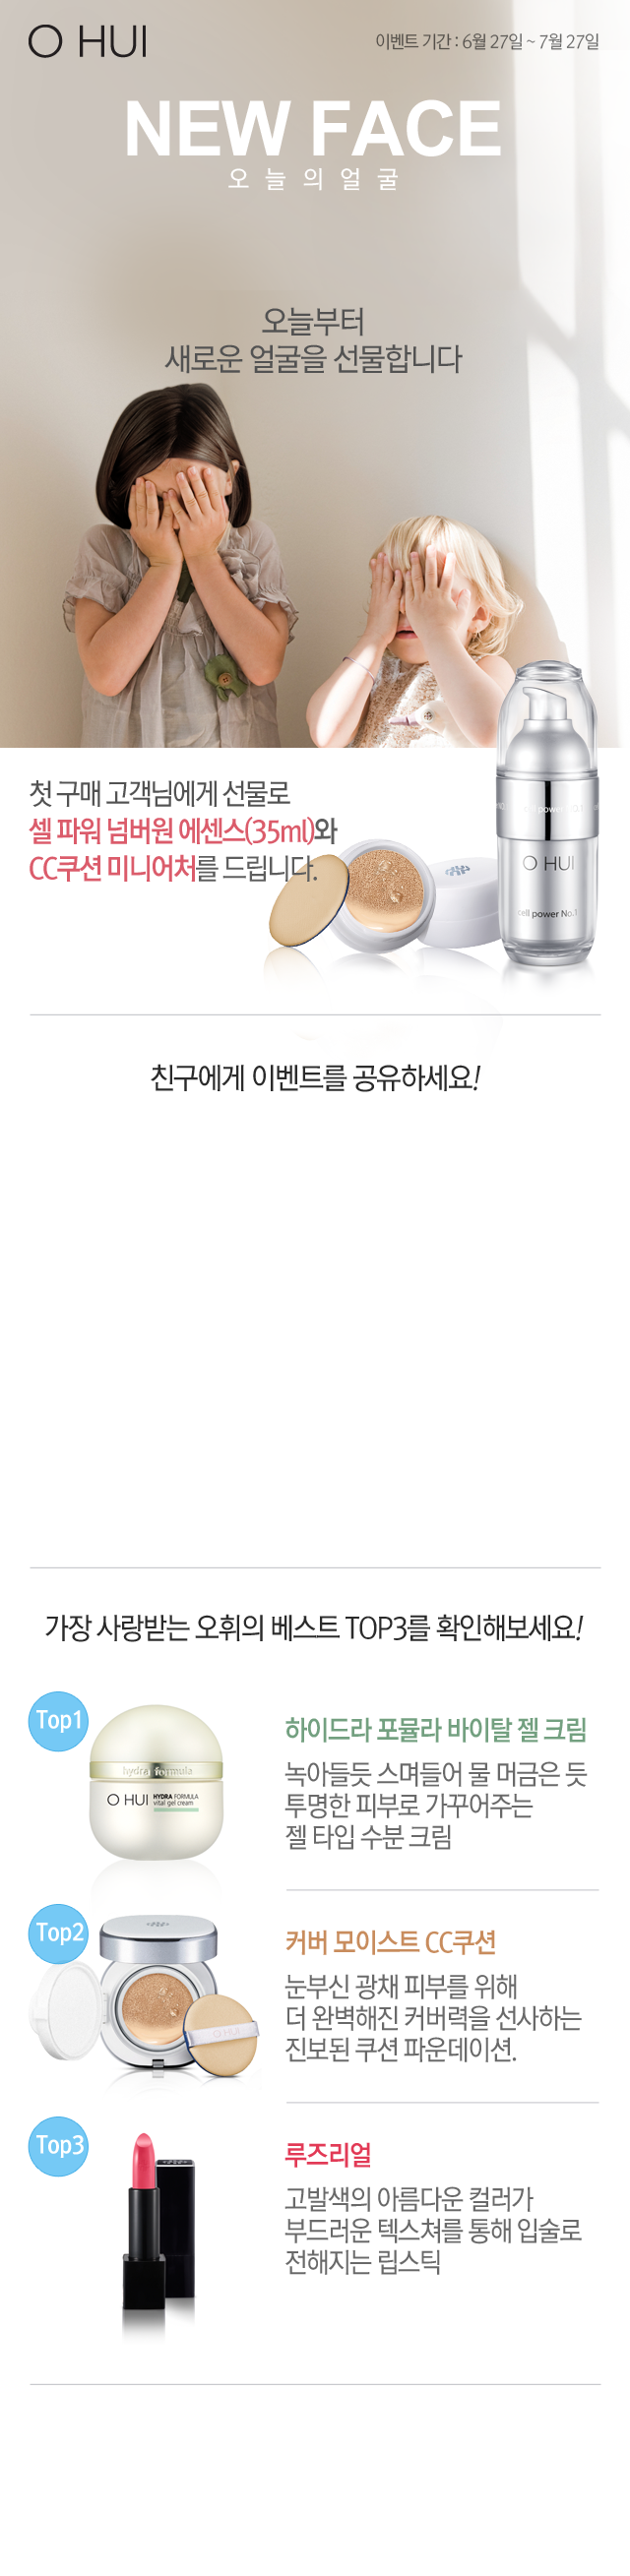 O HUI
이벤트 기간 : 6월 27일 ~ 7월 27일
NEW FACE
오늘의얼굴
오늘부터
새로운 얼굴을 선물합니다
첫 구매 고객님에게 선물로
셀 파워 넘버원 에센스(35ml)와
CC쿠션 미니어처를 드립니다.
cell power NO.1
O HUI
cell power No.1
친구에게 이벤트를 공유하세요!
가장 사랑받는 오휘의 베스트 TOP3를 확인해보세요!
Top1
hydra formula
O HUI HYDRA FORMULA
vital gel cream
하이드라 포뮬라 바이탈 젤 크림
녹아들듯 스며들어 물 머금은 듯
투명한 피부로 가꾸어주는
젤 타입 수분 크림
Top2
O HUI
커버 모이스트 CC쿠션
눈부신 광채 피부를 위해
더 완벽해진 커버력을 선사하는
진보된 쿠션 파운데이션.
Top3
루즈리얼
고발색의 아름다운 컬러가
부드러운 텍스쳐를 통해 입술로
전해지는 립스틱